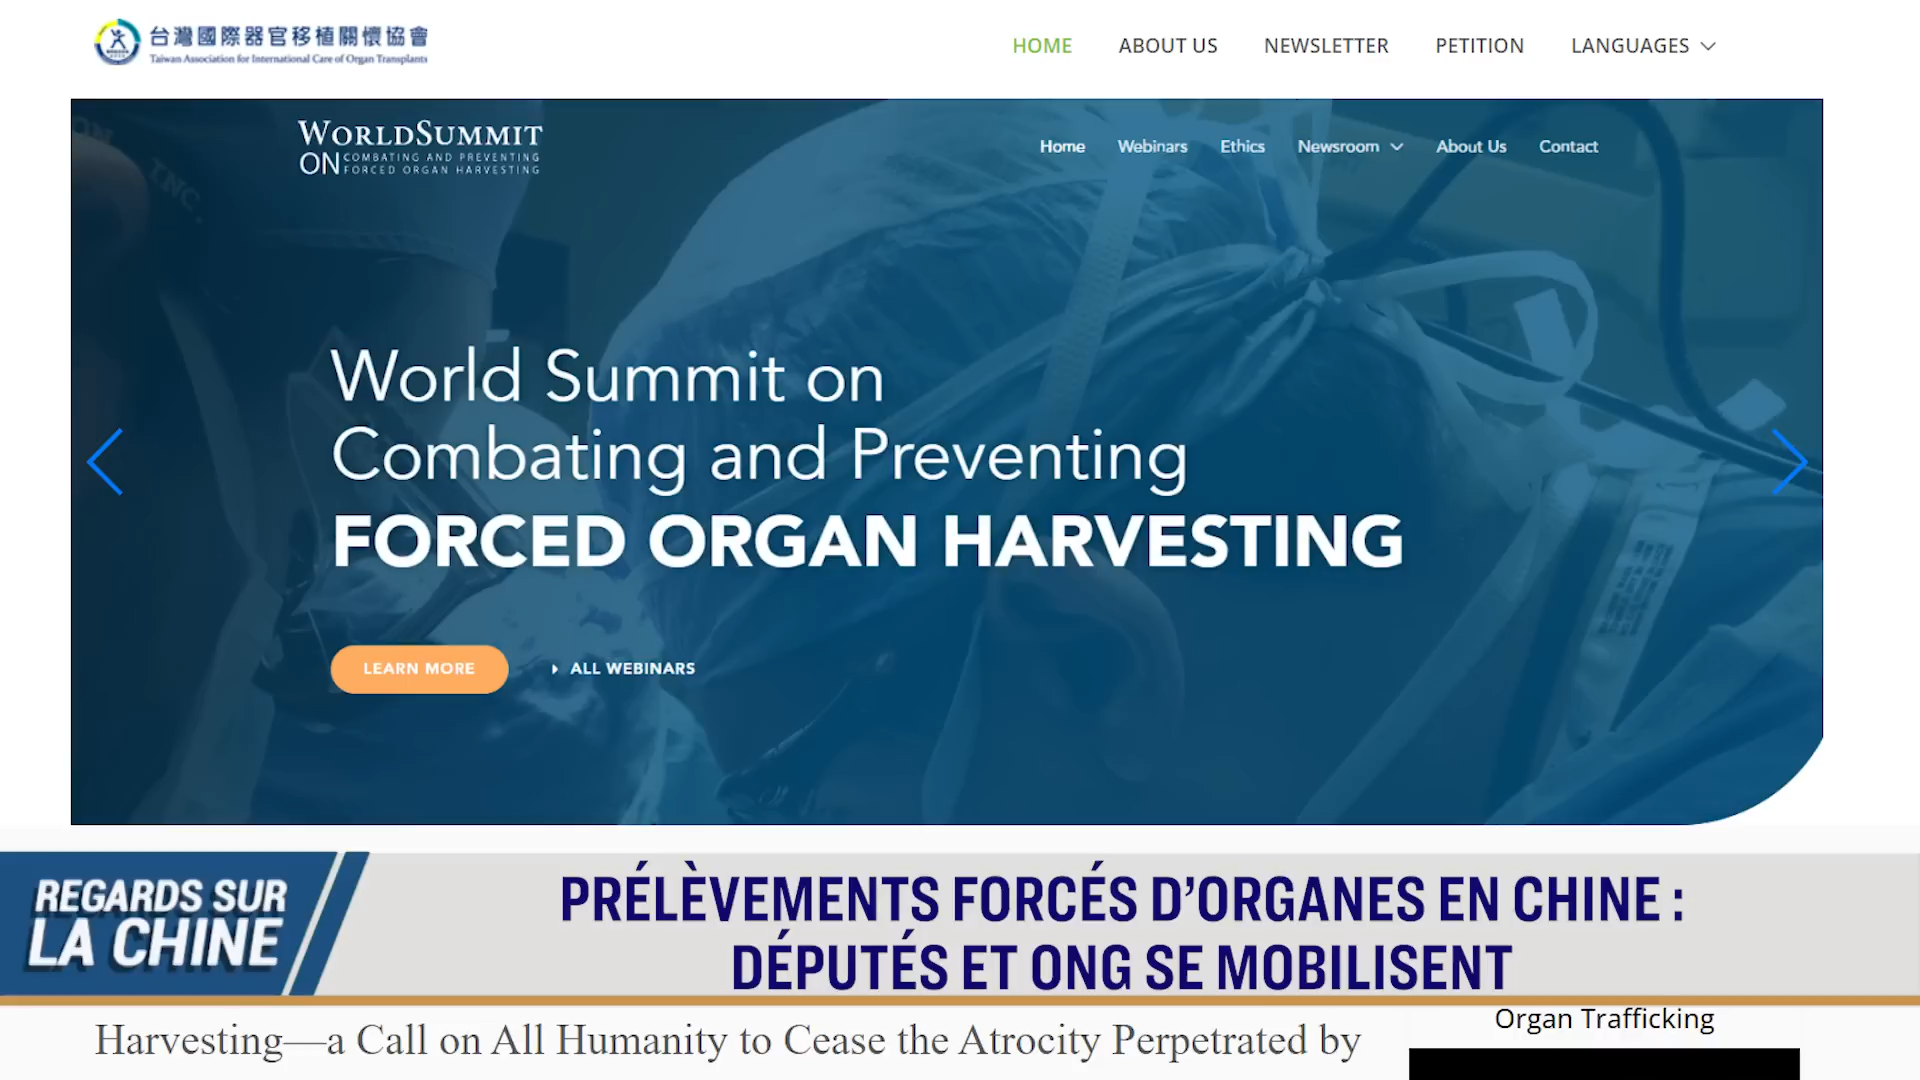 台灣國際器官移植關懷協會
Taiwan Association for International Care of Organ Transplants
HOME ABOUT US NEWSLETTER PETITION LANGUAGES
WORLDSUMMIT
ON COMBATING AND PREVENTING
FORCED ORGAN HARVESTING
Home Webinars Ethics Newsroom About Us Contact
INC.
World Summit on
Combating and Preventing
FORCED ORGAN HARVESTING
LEARN MORE ALL WEBINARS
REGARDS SUR
LA CHINE
PRÉLÈVEMENTS FORCÉS D’ORGANES EN CHINE :
DÉPUTÉS ET ONG SE MOBILISENT
Organ Trafficking
Harvesting—a Call on All Humanity to Cease the Atrocity Perpetrated by